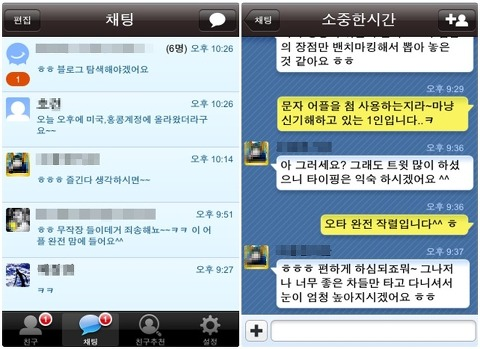 편집
채팅
(6명) 오후 10:26
ㅎㅎ 블로그 탐색해야겠어요
1
오후 10:26
오늘 오후에 미국,홍콩계정에 올라왔더라구
요~~
오후 10:14
ㅎㅎㅎ 즐긴다 생각하시면~~
오후 9:51
ㅎㅎ 무작장 들이데거 죄송해뇨~~ㅋㅋ 이 어
플 완전 맘에 들어요^^
오후 9:27
ㅋㅋ
1
1
친구
채팅
친구추천
설정
채팅
소중한시간
의 장점만 밴치마킹해서 뽑아 놓은
것 같아요 ㅎㅎ
오후 9:29
문자 어플을 첨 사용하는지라~마냥
신기해하고 있는 1인입니다..ㅋ
오후 9:36
아 그러세요? 그래도 트윗 많이 하셨
으니 타이핑은 익숙 하시겠어요 ^^
오후 9:36
오타 완전 작렬입니다^^ ㅎ
오후 9:37
ㅎㅎㅎ 편하게 하심되죠뭐~ 그나저
나 너무 좋은 차들만 타고 다니셔서
눈이 엄청 높아지시겠어요 ㅎㅎ